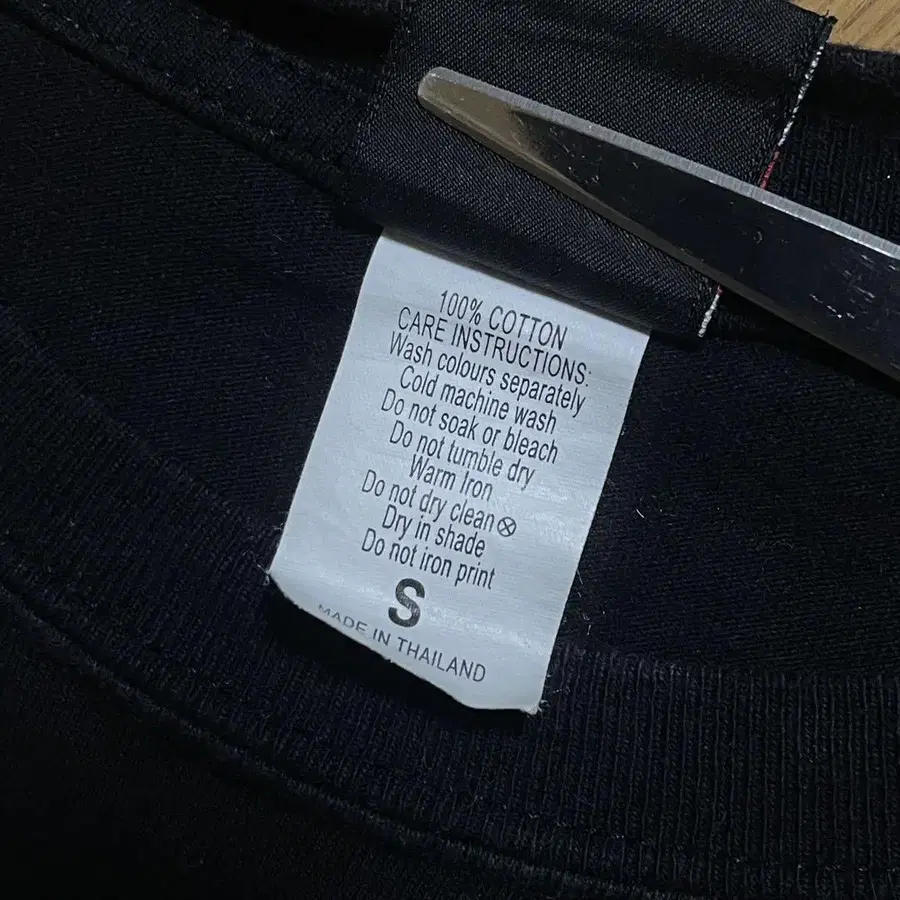 100% COTTON
CARE INSTRUCTIONS:
Wash colours separately
Cold machine wash
Do not soak or bleach
Do not tumble dry
Warm Iron
Do not dry clean
Dry in shade
Do not iron print
S
MADE IN THAILAND